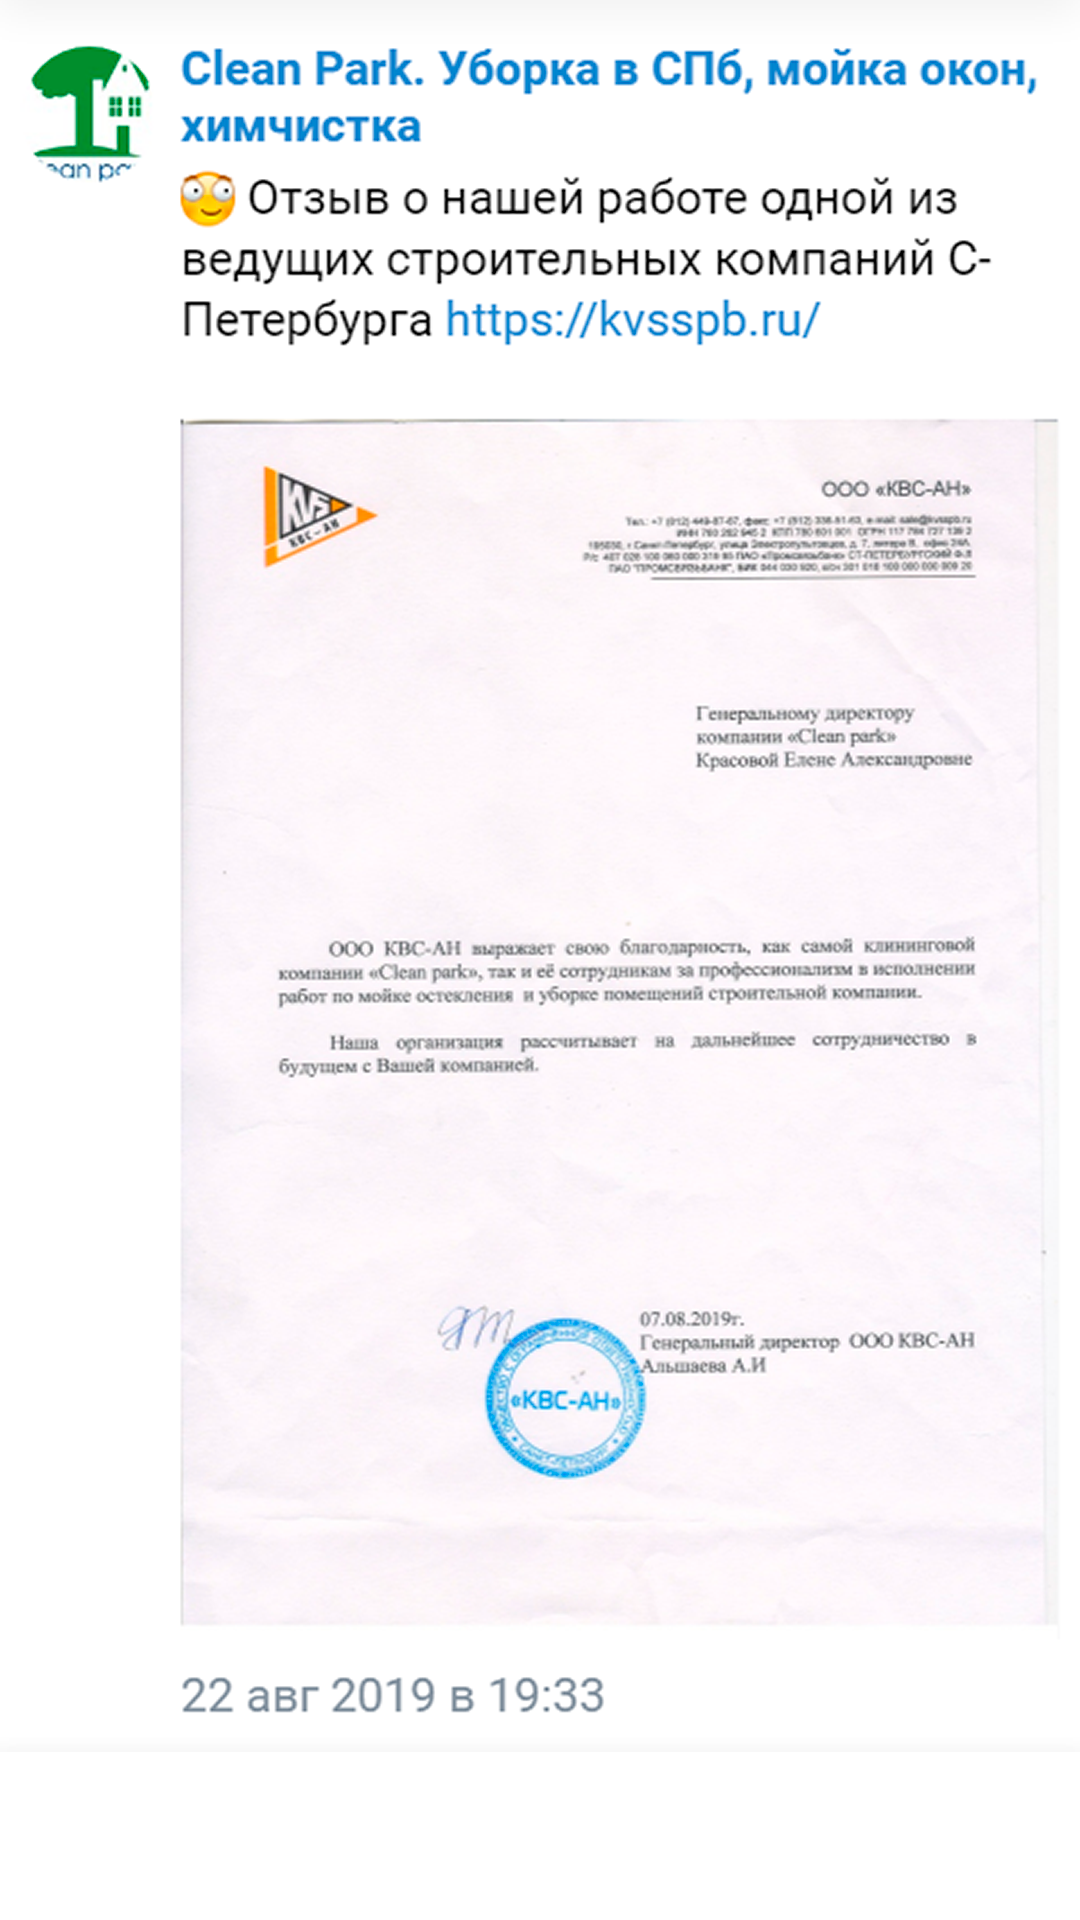 Clean Park. Уборка в СПб, мойка окон,
химчистка
Отзыв о нашей работе одной из
ведущих строительных компаний С-
Петербурга https://kvsspb.ru/
KVS
КВС-АН
ООО «КВС-АН»
Генеральному директору
компании «Clean park»
Красовой Елене Александровне
ООО КВС-АН выражает свою благодарность, как самой клининговой
компании «Clean park», так и её сотрудникам за профессионализм в исполнении
работ по мойке остекления и уборке помещений строительной компании.
Наша организация рассчитывает на дальнейшее сотрудничество в
будущем с Вашей компанией.
07.08.2019г.
Генеральный директор ООО КВС-АН
Альшаева А.И
«КВС-АН»
22 авг 2019 в 19:33